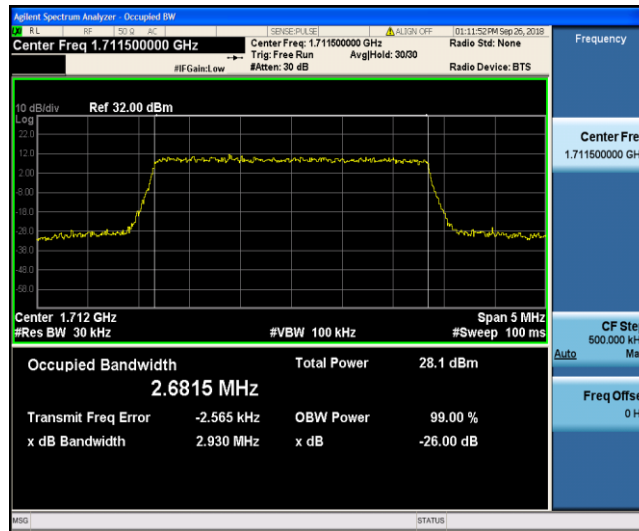 Agilent Spectrum Analyzer - Occupied BW
RL RF 50 Ω AC SENSE:PULSE ALIGN OFF 01:11:52 PM Sep 26, 2018
Center Freq 1.711500000 GHz
Center Freq: 1.711500000 GHz
Radio Std: None
Trig: Free Run Avg|Hold: 30/30
#IFGain:Low #Atten: 30 dB Radio Device: BTS
10 dB/div Ref 32.00 dBm
Log
22.0
12.0
2.00
-8.00
-18.0
-28.0
-38.0
-48.0
-58.0
Center 1.712 GHz Span 5 MHz
#Res BW 30 kHz #VBW 100 kHz #Sweep 100 ms
Occupied Bandwidth Total Power 28.1 dBm
2.6815 MHz
Transmit Freq Error -2.565 kHz OBW Power 99.00 %
x dB Bandwidth 2.930 MHz x dB -26.00 dB
MSG STATUS
Frequency
Center Fre
1.711500000 GH
CF Ste
500.000 kH
Auto Ma
Freq Offse
0 H